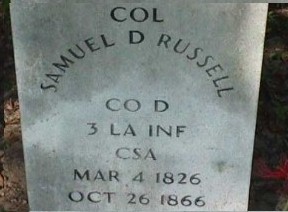 COL
SAMUEL D RUSSELL
CO D
3 LA INF
CSA
MAR 4 1826
OCT 26 1866